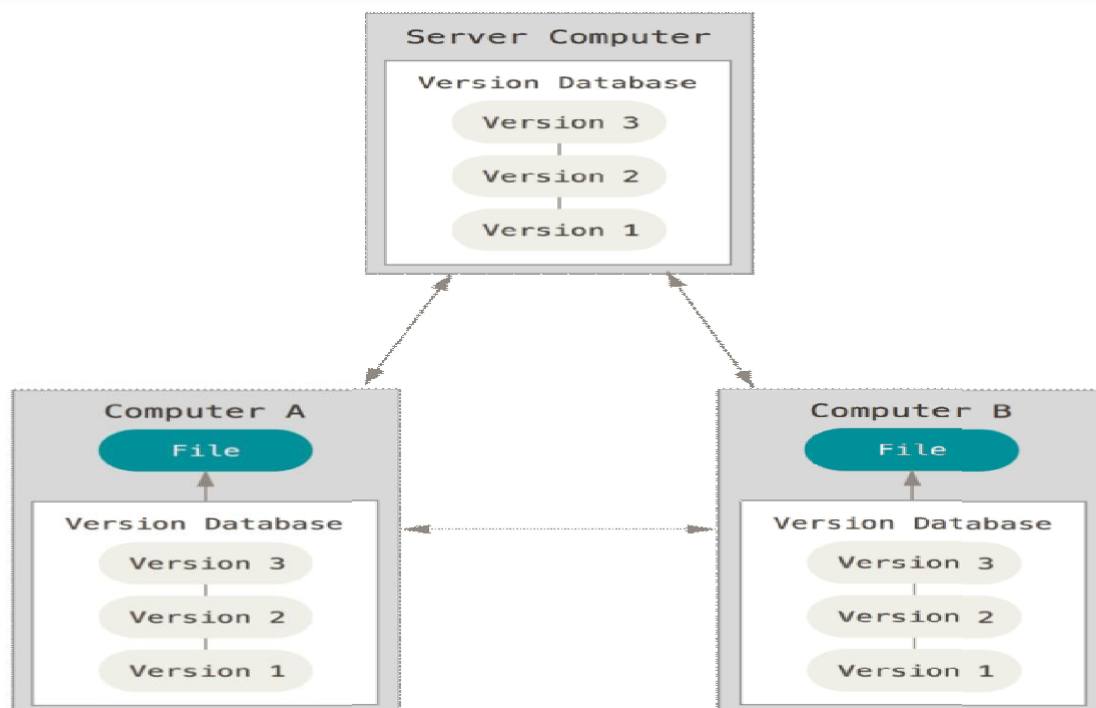 Server Computer
Version Database
Version 3
Version 2
Version 1
Computer A
File
Version Database
Version 3
Version 2
Version 1
Computer B
File
Version Database
Version 3
Version 2
Version 1